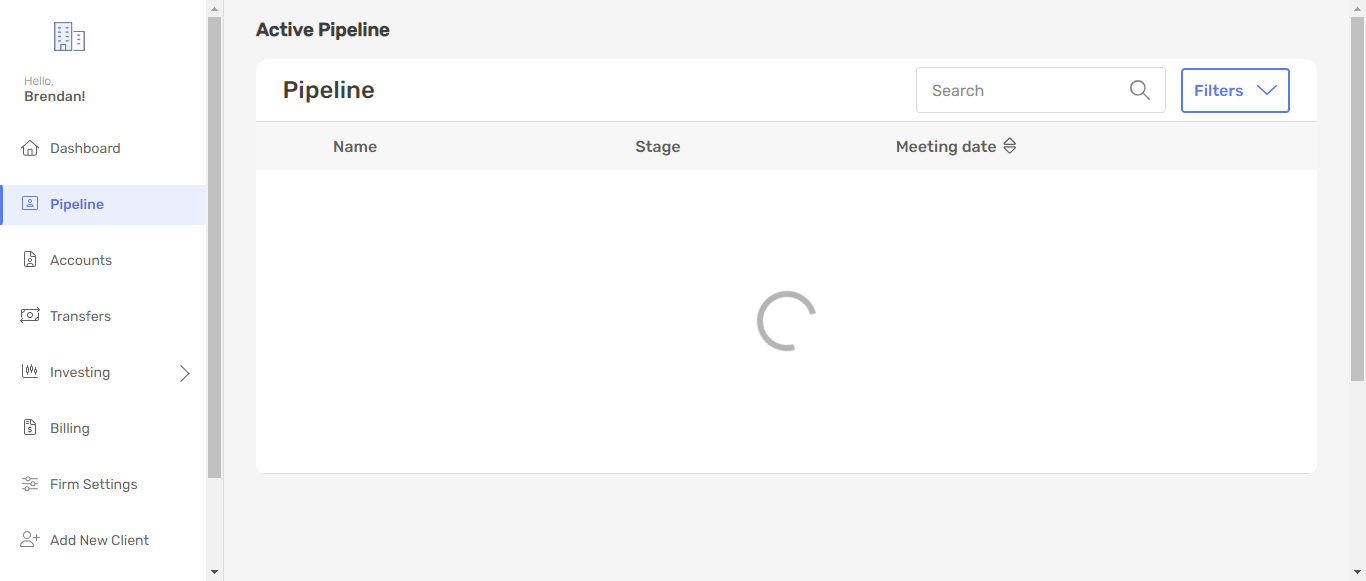 Hello,
Brendan!
Dashboard
Pipeline
Accounts
Transfers
Investing
Billing
Firm Settings
Add New Client
Active Pipeline
Pipeline
Search
Filters
Name Stage Meeting date